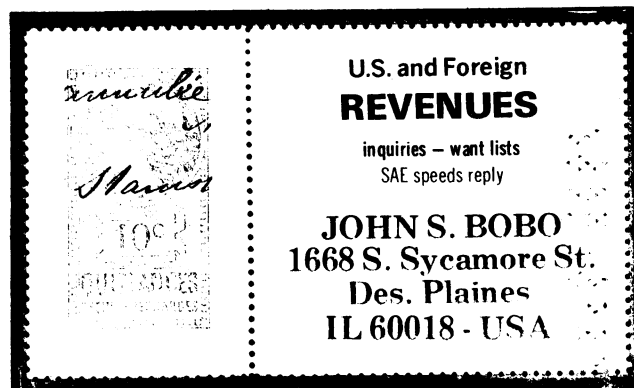 U.S. and Foreign
REVENUES
inquiries – want lists
SAE speeds reply
JOHN S. BOBO
1668 S. Sycamore St.
Des. Plaines
IL 60018 - USA